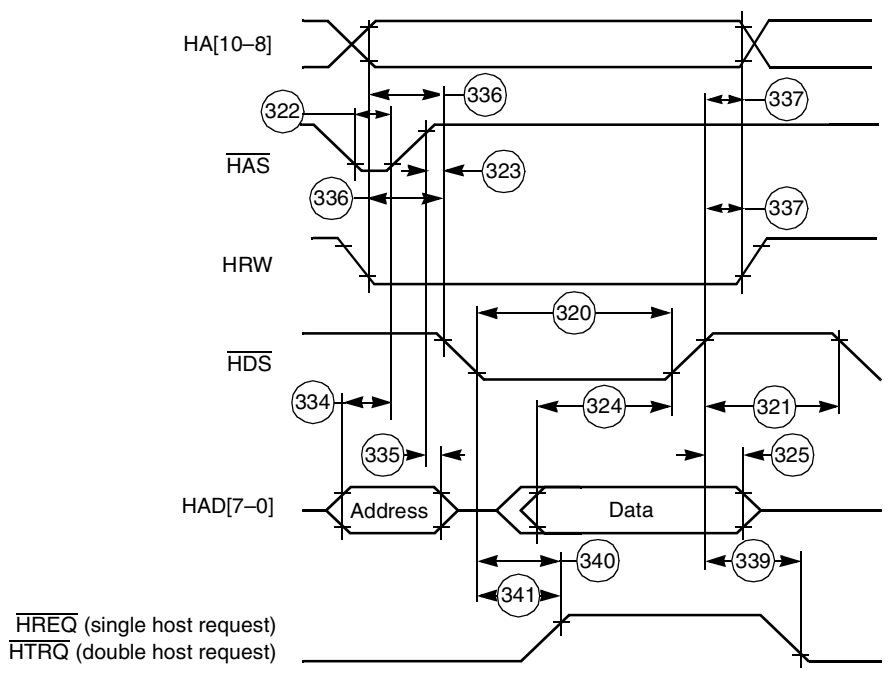 HA[10–8]
336
337
322
HAS
323
336
337
HRW
320
HDS
334
324
321
335
325
HAD[7–0]
Address
Data
340
339
341
HREQ (single host request)
HTRQ (double host request)